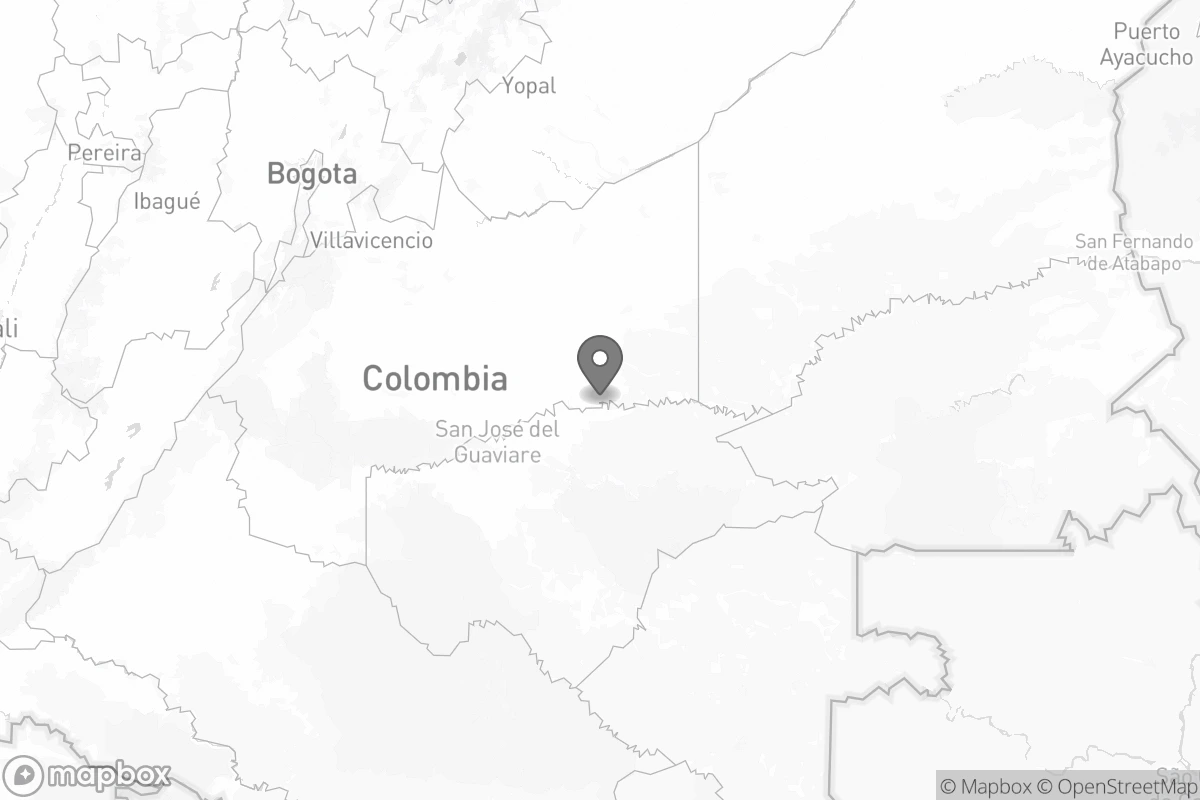 Puerto
Ayacucho
Yopal
Pereira
Bogota
Ibagué
Villavicencio
San Fernando
de Atabapo
Colombia
San José del
Guaviare
mapbox
© Mapbox © OpenStreetMap